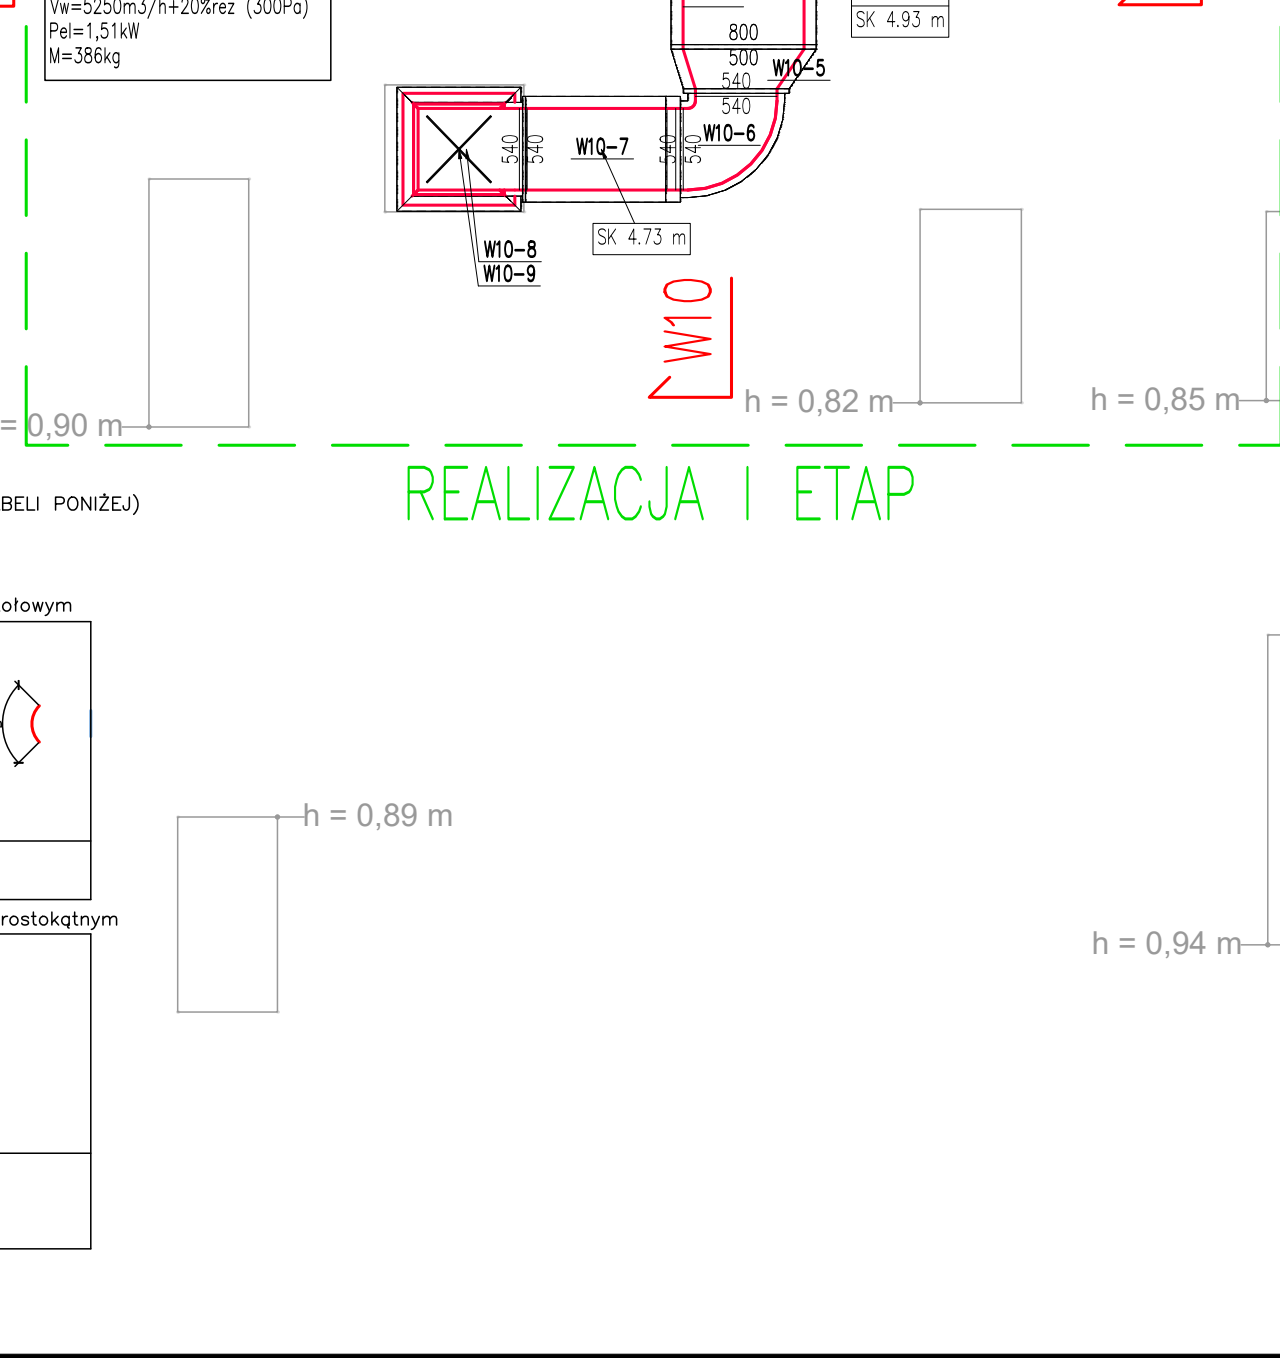 Vw=5250m3/h+20%rez (300Pa)
Pel=1,51kW
M=386kg
SK 4.93 m
800
500
540
W10-5
540
W10-6
540
540
W10-7
540
540
SK 4.73 m
W10-8
W10-9
W10
h = 0,82 m
h = 0,85 m
= 0,90 m
REALIZACJA I ETAP
BELI PONIŻEJ)
ołowym
h = 0,89 m
rostokątnym
h = 0,94 m